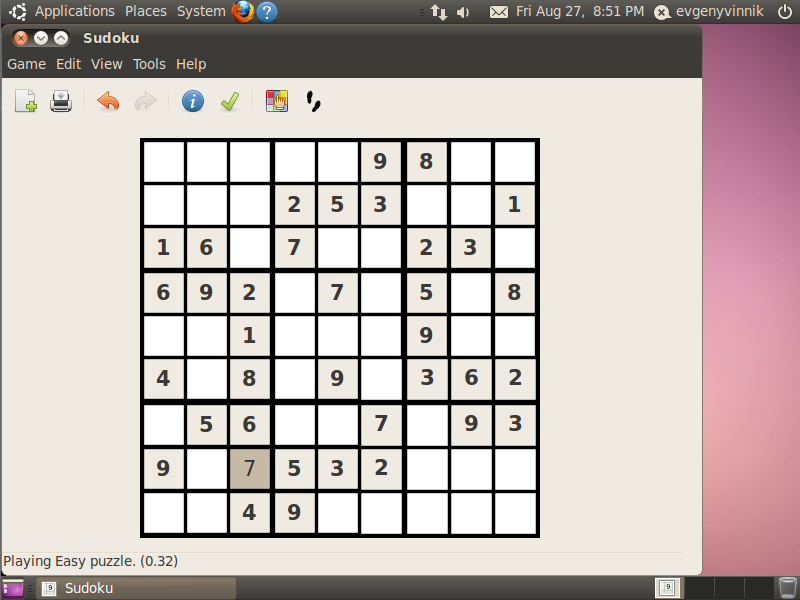 Applications Places System ? Fri Aug 27, 8:51 PM evgenyvinnik
Sudoku
Game Edit View Tools Help
i
9 8
2 5 3 1
1 6 7 2 3
6 9 2 7 5 8
1 9
4 8 9 3 6 2
5 6 7 9 3
9 7 5 3 2
4 9
Playing Easy puzzle. (0.32)
9 Sudoku 9